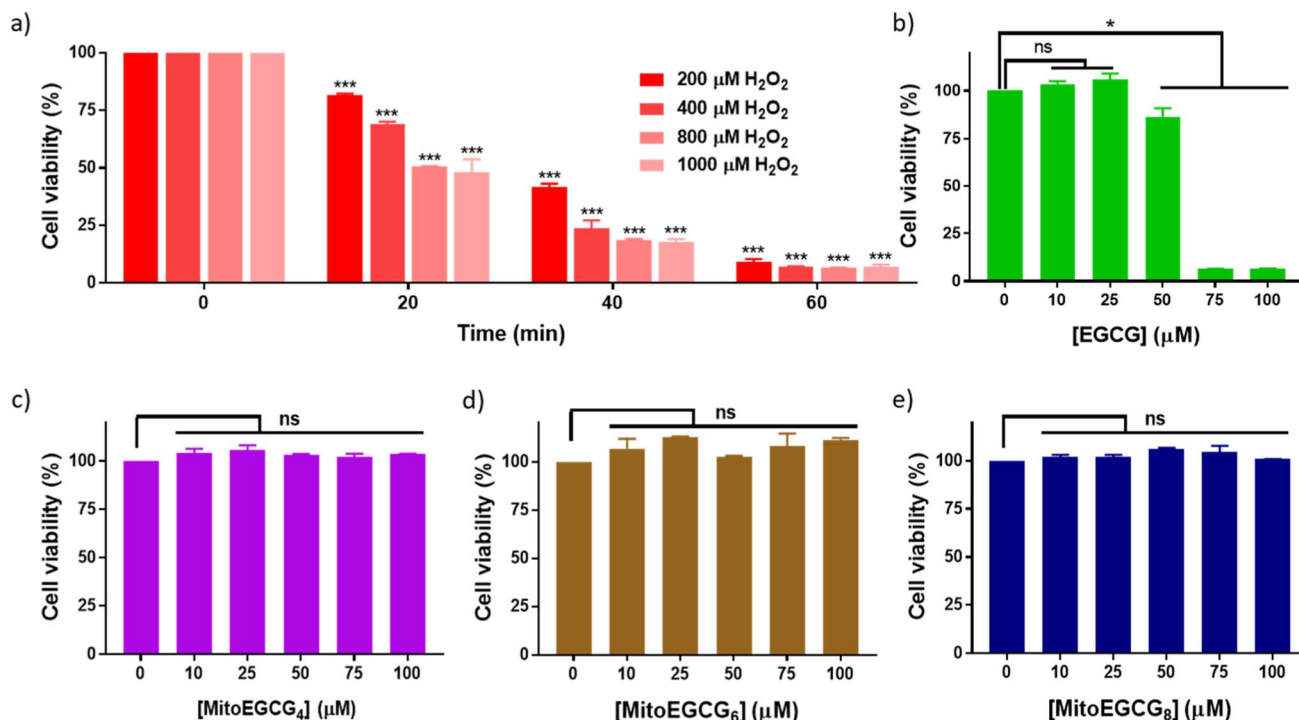 a)
Cell viability (%)
100
75
50
25
0
*** *** *** ***
*** *** *** ***
*** *** *** ***
200 μM H₂O₂
400 μM H₂O₂
800 μM H₂O₂
1000 μM H₂O₂
0 20 40 60
Time (min)
b)
Cell viability (%)
100
75
50
25
0
*
ns
0 10 25 50 75 100
[EGCG] (μM)
c)
Cell viability (%)
100
75
50
25
0
ns
0 10 25 50 75 100
[MitoEGCG₄] (μM)
d)
Cell viability (%)
100
75
50
25
0
ns
0 10 25 50 75 100
[MitoEGCG₆] (μM)
e)
Cell viability (%)
100
75
50
25
0
ns
0 10 25 50 75 100
[MitoEGCG₈] (μM)